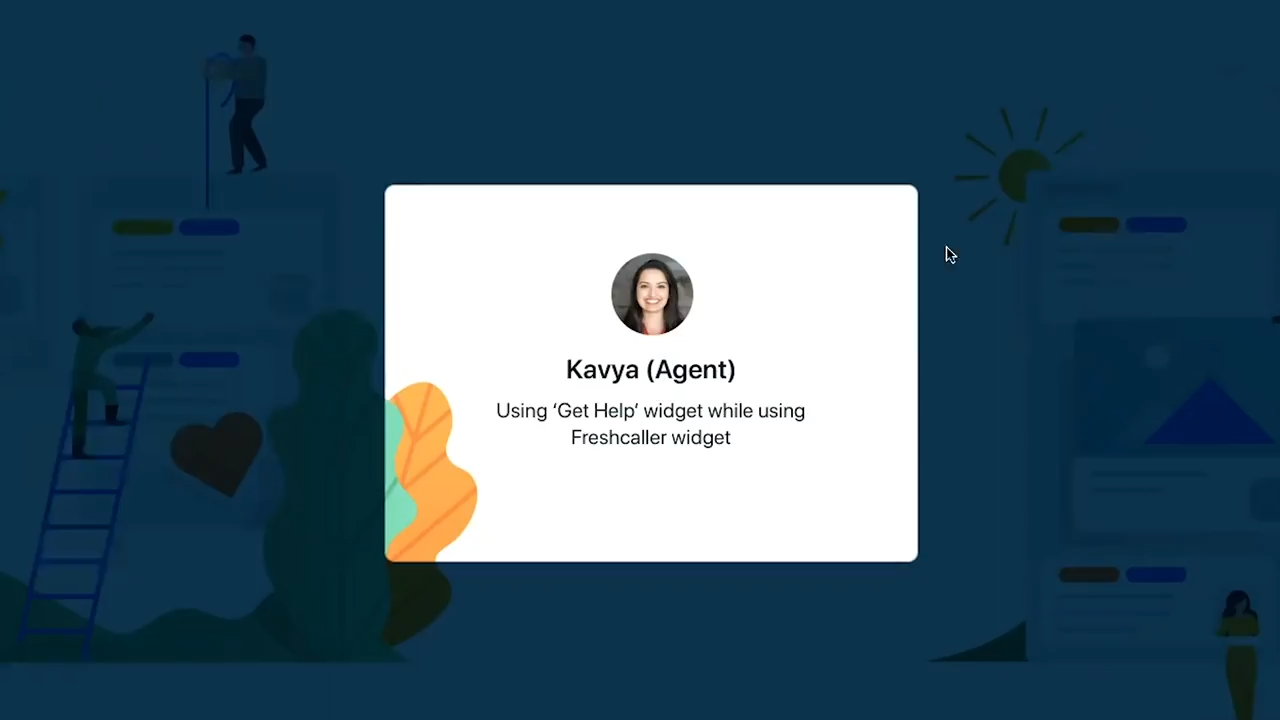 Kavya (Agent)
Using ‘Get Help’ widget while using
Freshcaller widget